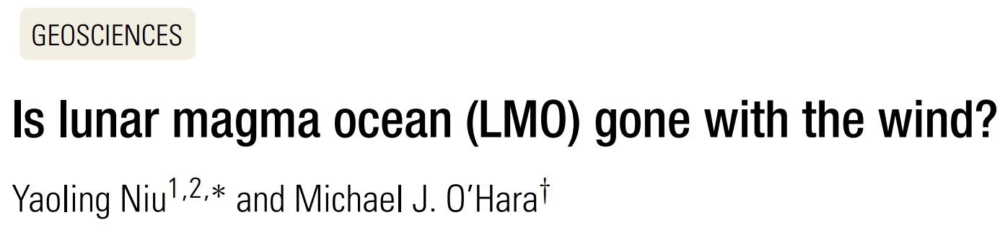 GEOSCIENCES
Is lunar magma ocean (LMO) gone with the wind?
Yaoling Niu1,2,* and Michael J. O’Hara†